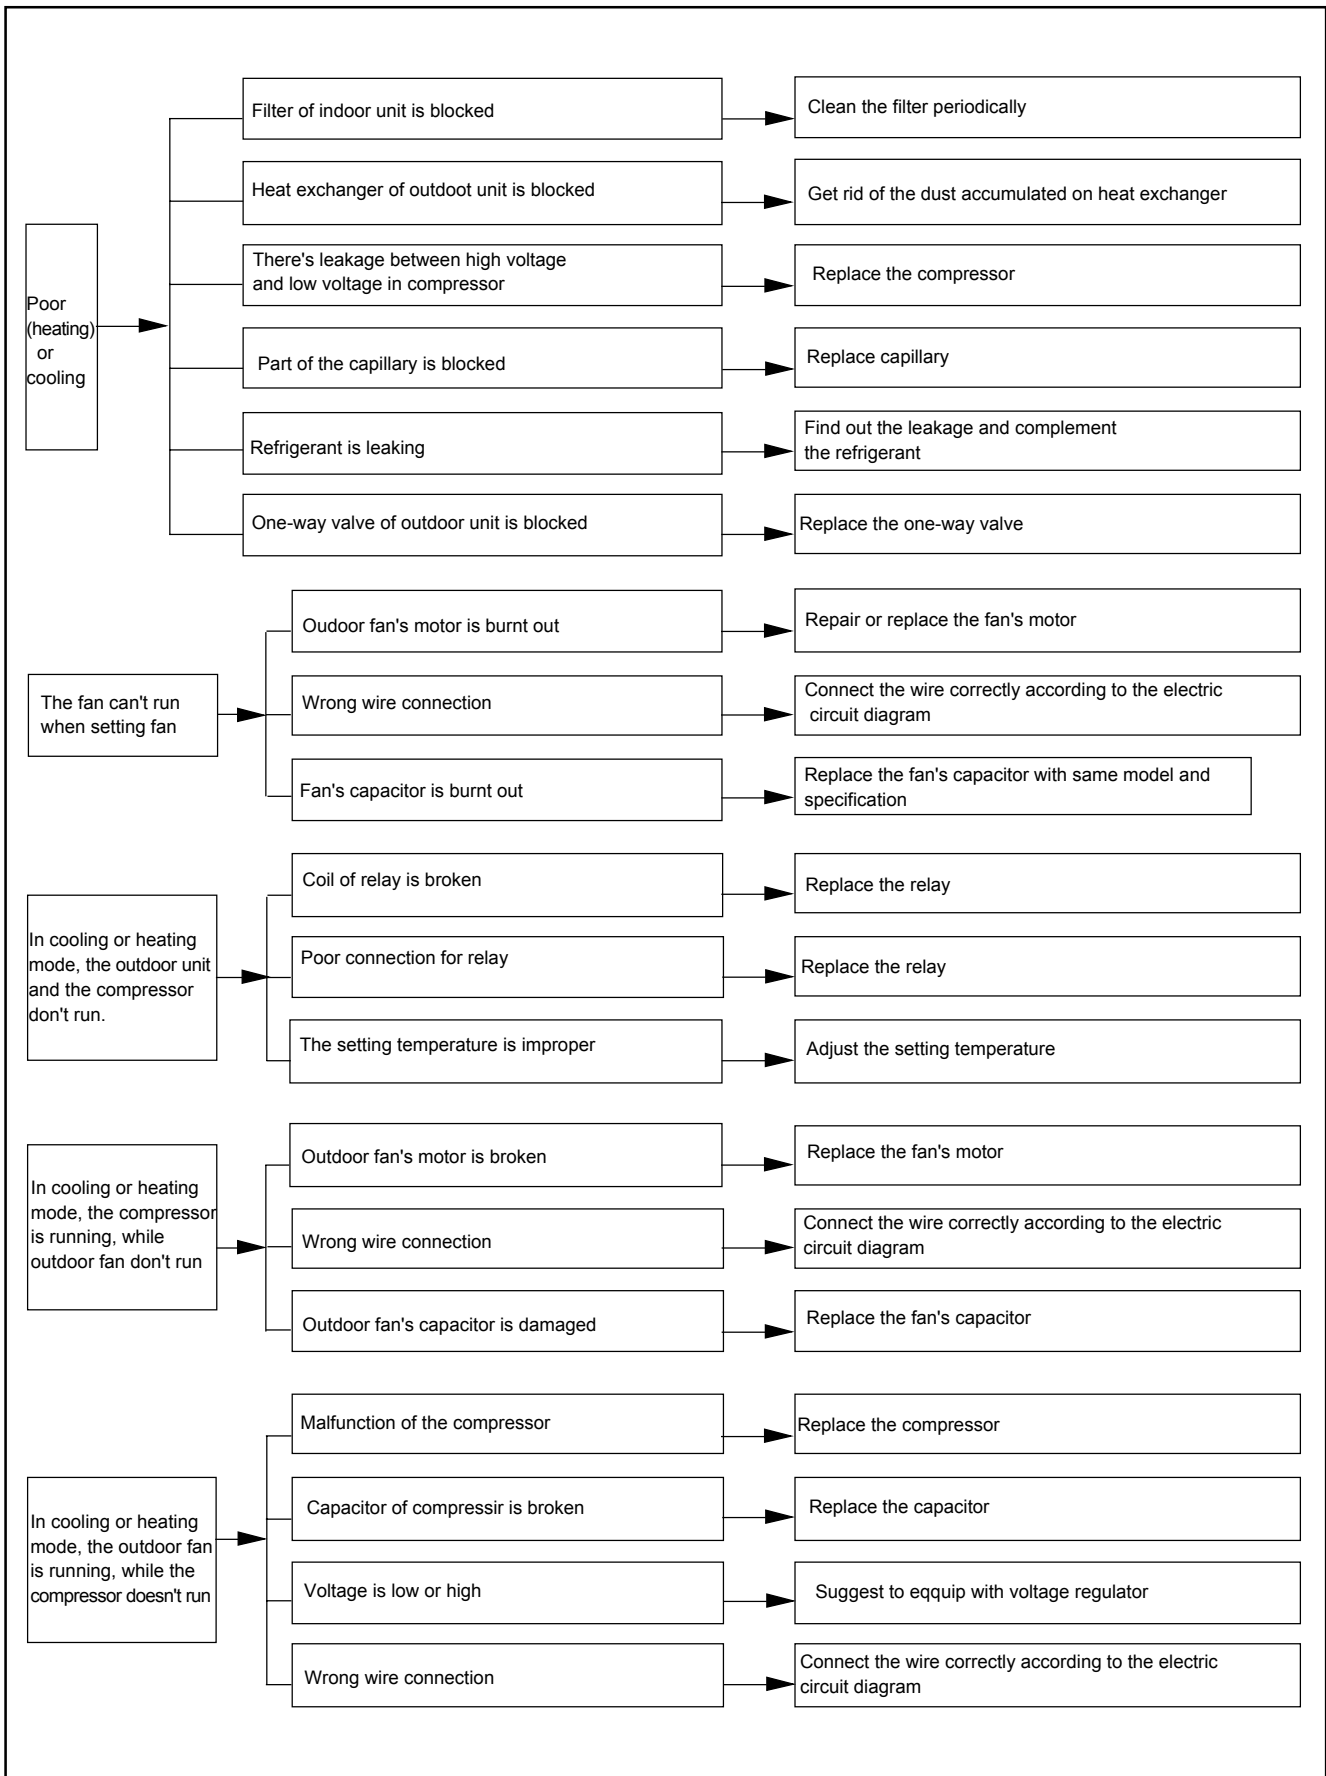 Poor
(heating)
or
cooling
Filter of indoor unit is blocked
Clean the filter periodically
Heat exchanger of outdoot unit is blocked
Get rid of the dust accumulated on heat exchanger
There's leakage between high voltage
and low voltage in compressor
Replace the compressor
Part of the capillary is blocked
Replace capillary
Refrigerant is leaking
Find out the leakage and complement
the refrigerant
One-way valve of outdoor unit is blocked
Replace the one-way valve
The fan can't run
when setting fan
Oudoor fan's motor is burnt out
Repair or replace the fan's motor
Wrong wire connection
Connect the wire correctly according to the electric
circuit diagram
Fan's capacitor is burnt out
Replace the fan's capacitor with same model and
specification
In cooling or heating
mode, the outdoor unit
and the compressor
don't run.
Coil of relay is broken
Replace the relay
Poor connection for relay
Replace the relay
The setting temperature is improper
Adjust the setting temperature
In cooling or heating
mode, the compressor
is running, while
outdoor fan don't run
Outdoor fan's motor is broken
Replace the fan's motor
Wrong wire connection
Connect the wire correctly according to the electric
circuit diagram
Outdoor fan's capacitor is damaged
Replace the fan's capacitor
In cooling or heating
mode, the outdoor fan
is running, while the
compressor doesn't run
Malfunction of the compressor
Replace the compressor
Capacitor of compressir is broken
Replace the capacitor
Voltage is low or high
Suggest to eqquip with voltage regulator
Wrong wire connection
Connect the wire correctly according to the electric
circuit diagram